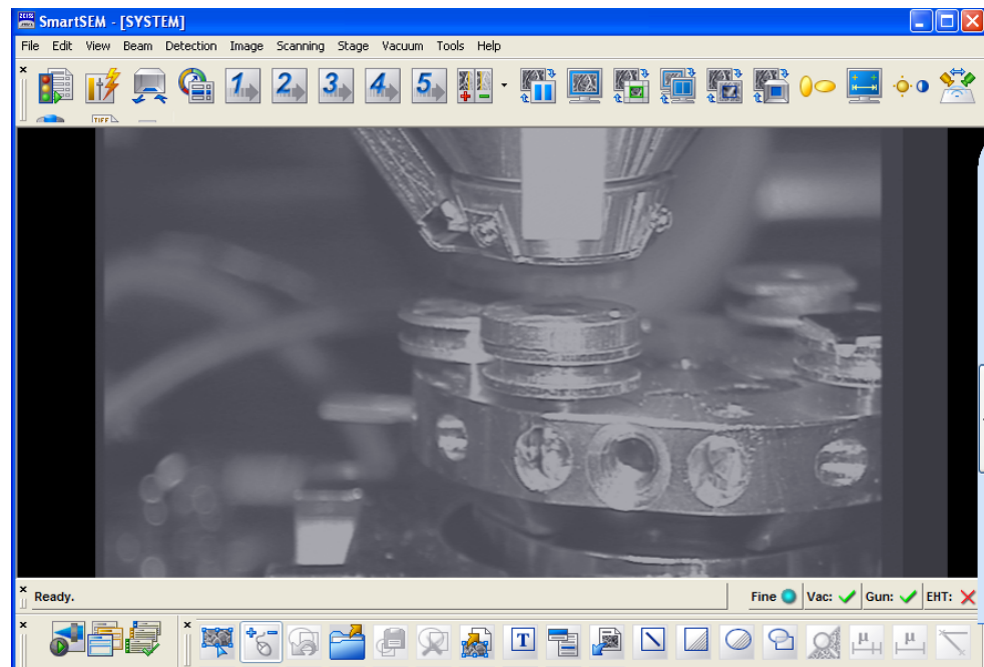 ZEISS SmartSEM - [SYSTEM]
File Edit View Beam Detection Image Scanning Stage Vacuum Tools Help
1 2 3 4 5
TIFF
Ready. Fine Vac: Gun: EHT:
T µ µ